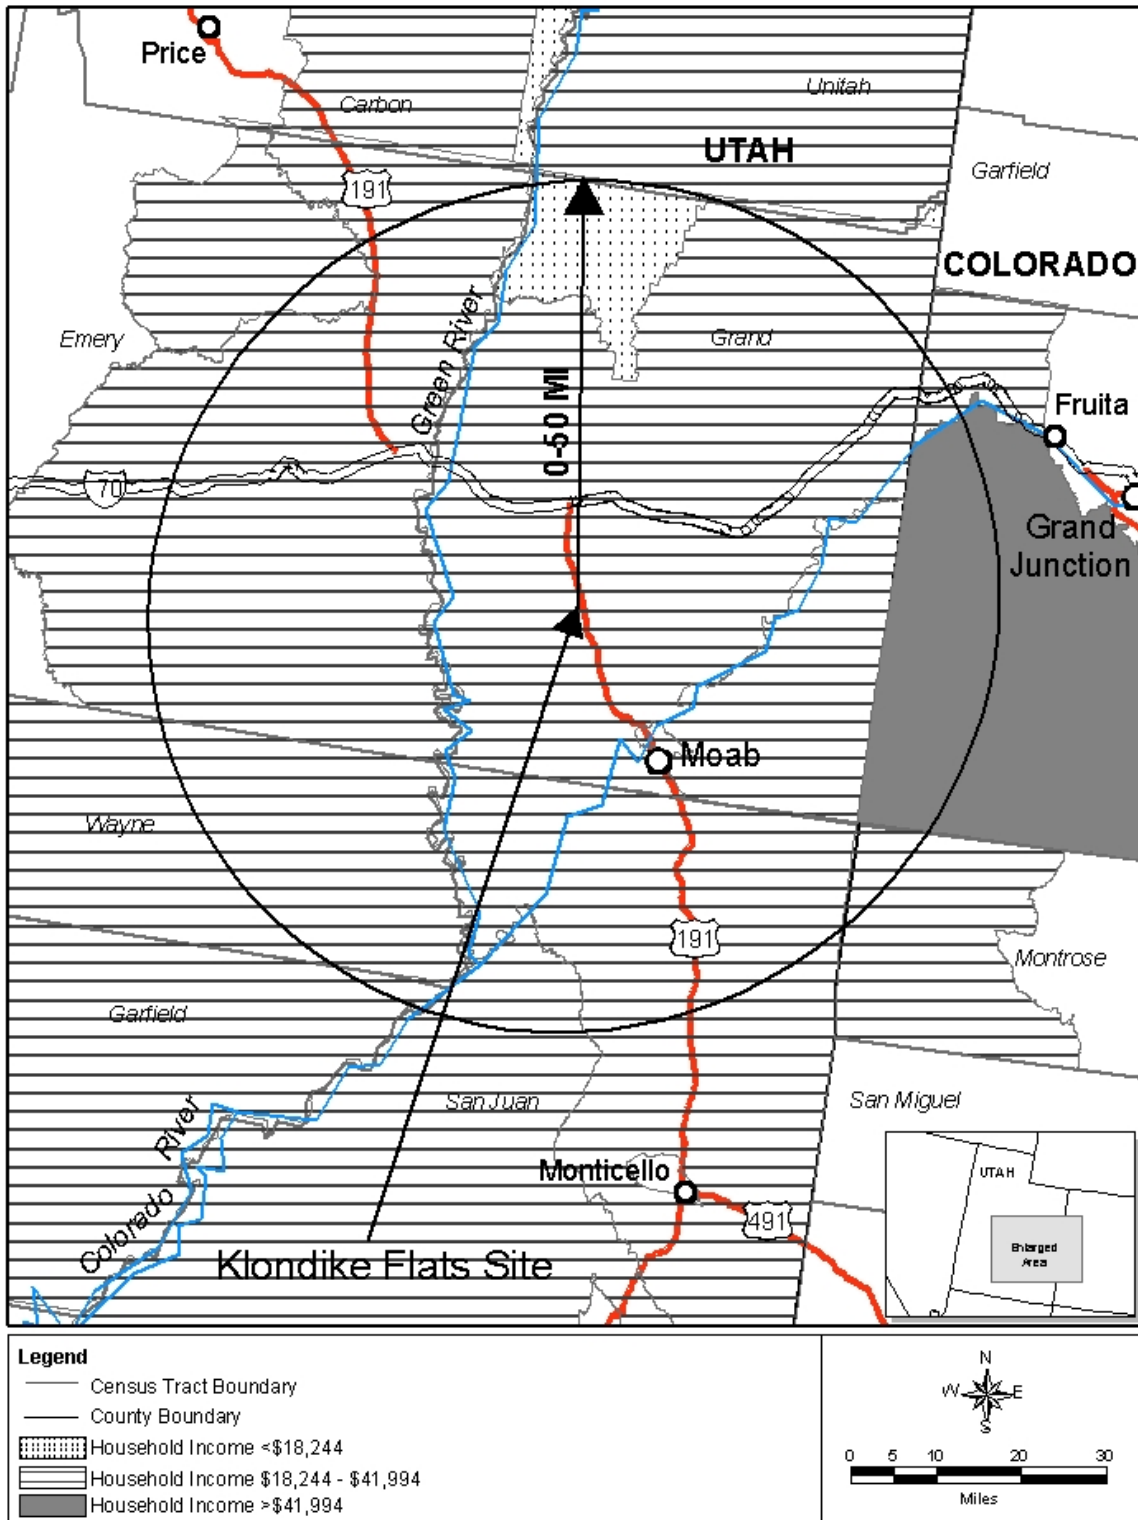 Price
Carbon
Unitah
UTAH
Garfield
191
COLORADO
Emery
Green River
Grand
0-50 MI
Fruita
70
Grand
Junction
Moab
Wayne
191
Montrose
Garfield
San Juan
San Miguel
Colorado River
Monticello
491
Klondike Flats Site
UTAH
Enlarged
Area
Legend
Census Tract Boundary
County Boundary
Household Income <$18,244
Household Income $18,244 - $41,994
Household Income >$41,994
N
W E
S
0 5 10 20 30
Miles